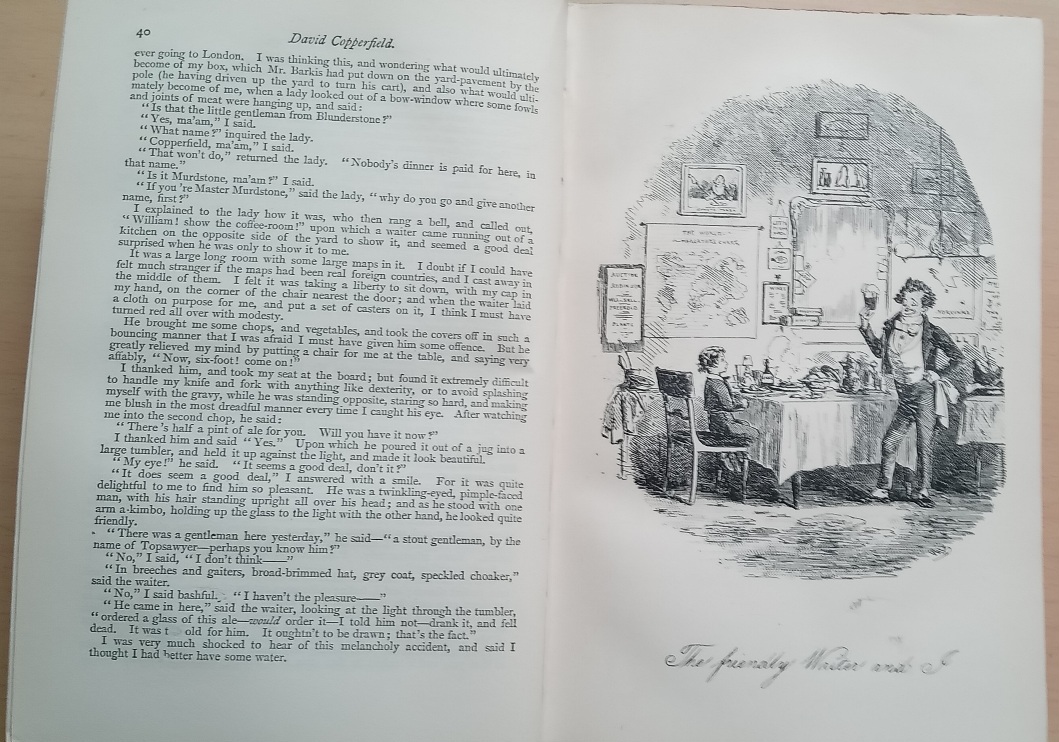 40
David Copperfield.
ever going to London. I was thinking this, and wondering what would ultimately
become of my box, which Mr. Barkis had put down on the yard-pavement by the
pole (he having driven up the yard to turn his cart), and also what would ulti-
mately become of me, when a lady looked out of a bow-window where some fowls
and joints of meat were hanging up, and said:
“Is that the little gentleman from Blunderstone?”
“Yes, ma'am,” I said.
“What name?” inquired the lady.
“Copperfield, ma'am,” I said.
“That won't do,” returned the lady. “Nobody's dinner is paid for here, in
that name.”
“Is it Murdstone, ma'am?” I said.
“If you 're Master Murdstone,” said the lady, “why do you go and give another
name, first?”
I explained to the lady how it was, who then rang a bell, and called out,
“William! show the coffee-room!” upon which a waiter came running out of a
kitchen on the opposite side of the yard to show it, and seemed a good deal
surprised when he was only to show it to me.
It was a large long room with some large maps in it. I doubt if I could have
felt much stranger if the maps had been real foreign countries, and I cast away in
the middle of them. I felt it was taking a liberty to sit down, with my cap in
my hand, on the corner of the chair nearest the door; and when the waiter laid
a cloth on purpose for me, and put a set of casters on it, I think I must have
turned red all over with modesty.
He brought me some chops, and vegetables, and took the covers off in such a
bouncing manner that I was afraid I must have given him some offence. But he
greatly relieved my mind by putting a chair for me at the table, and saying very
affably, “Now, six-foot! come on!”
I thanked him, and took my seat at the board; but found it extremely difficult
to handle my knife and fork with anything like dexterity, or to avoid splashing
myself with the gravy, while he was standing opposite, staring so hard, and making
me blush in the most dreadful manner every time I caught his eye. After watching
me into the second chop, he said:
“There's half a pint of ale for you. Will you have it now?”
I thanked him and said “Yes.” Upon which he poured it out of a jug into a
large tumbler, and held it up against the light, and made it look beautiful.
“My eye!” he said. “It seems a good deal, don't it?”
“It does seem a good deal,” I answered with a smile. For it was quite
delightful to me to find him so pleasant. He was a twinkling-eyed, pimple-faced
man, with his hair standing upright all over his head; and as he stood with one
arm a-kimbo, holding up the glass to the light with the other hand, he looked quite
friendly.
“There was a gentleman here yesterday,” he said—“a stout gentleman, by the
name of Topsawyer—perhaps you know him?”
“No,” I said, “I don't think——”
“In breeches and gaiters, broad-brimmed hat, grey coat, speckled choaker,”
said the waiter.
“No,” I said bashful. “I haven't the pleasure——”
“He came in here,” said the waiter, looking at the light through the tumbler,
“ordered a glass of this ale—would order it—I told him not—drank it, and fell
dead. It was t old for him. It oughtn't to be drawn; that's the fact.”
I was very much shocked to hear of this melancholy accident, and said I
thought I had better have some water.
THE WORLD
The friendly Waiter and I